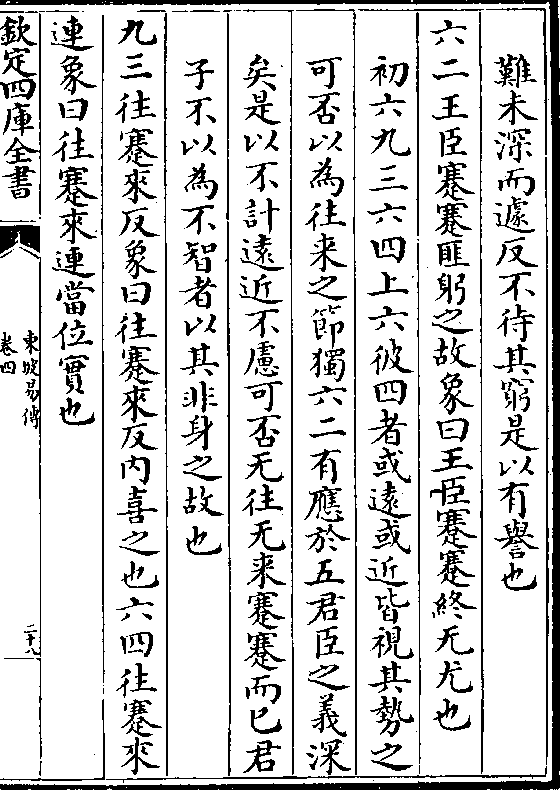 難未深而遽反不待其窮是以有譽也
六二王臣蹇蹇匪躬之故象曰王臣蹇蹇終无尤也
初六九三六四上六彼四者或遠或近皆視其勢之
可否以為往来之節獨六二有應於五君臣之義深
矣是以不計遠近不慮可否无往无来蹇蹇而已君
子不以為不智者以其非身之故也
九三往蹇來反象曰往蹇來反内喜之也六四往蹇來
連象曰往蹇來連當位實也
欽定四庫全書
東坡易傳
卷四
二十八